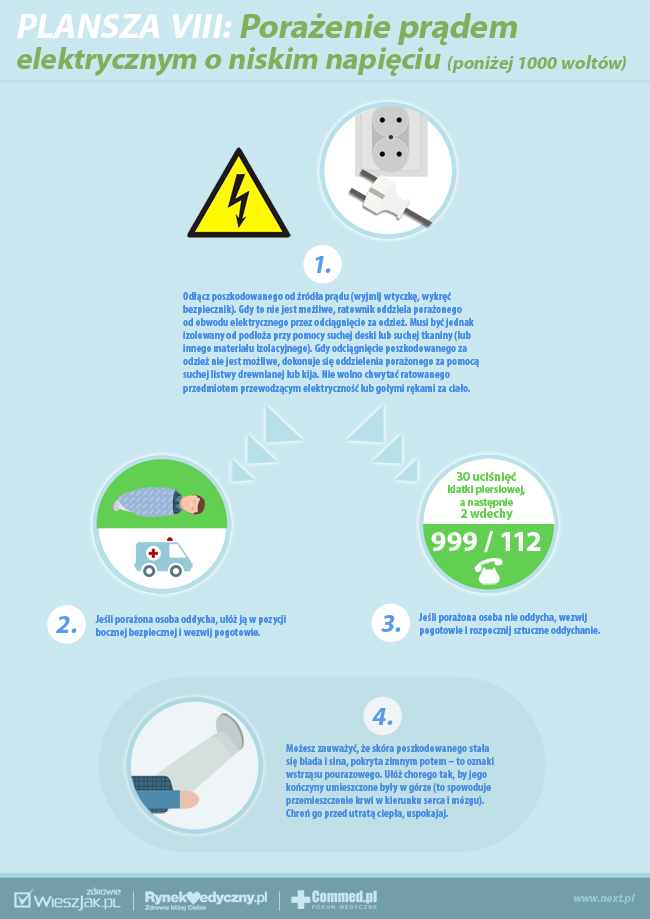 PLANSZA VIII: Porażenie prądem
elektrycznym o niskim napięciu (poniżej 1000 woltów)
1.
Odłącz poszkodowanego od źródła prądu (wyjmij wtyczkę, wykręć
bezpiecznik). Gdy to nie jest możliwe, ratownik oddziela porażonego
od obwodu elektrycznego przez odciągnięcie za odzież. Musi być jednak
izolowany od podłoża przy pomocy suchej deski lub suchej tkaniny (lub
innego materiału izolacyjnego). Gdy odciągnięcie poszkodowanego za
odzież nie jest możliwe, dokonuje się oddzielenia porażonego za pomocą
suchej listwy drewnianej lub kija. Nie wolno chwytać ratowanego
przedmiotem przewodzącym elektryczność lub gołymi rękami za ciało.
30 uciśnięć
klatki piersiowej,
a następnie
2 wdechy
999 / 112
2.
Jeśli porażona osoba oddycha, ułóż ją w pozycji
bocznej bezpiecznej i wezwij pogotowie.
3.
Jeśli porażona osoba nie oddycha, wezwij
pogotowie i rozpocznij sztuczne oddychanie.
4.
Możesz zauważyć, że skóra poszkodowanego stała
się blada i sina, pokryta zimnym potem – to oznaki
wstrząsu pourazowego. Ułóż chorego tak, by jego
kończyny umieszczone były w górze (to spowoduje
przemieszczenie krwi w kierunku serca i mózgu).
Chroń go przed utratą ciepła, uspokajaj.
ZDROWIE
WIESZJAK.PL
RynekMedyczny.pl
Zdrowie bliżej Ciebie
Commed.pl
FORUM MEDYCZNE
www.next.pl